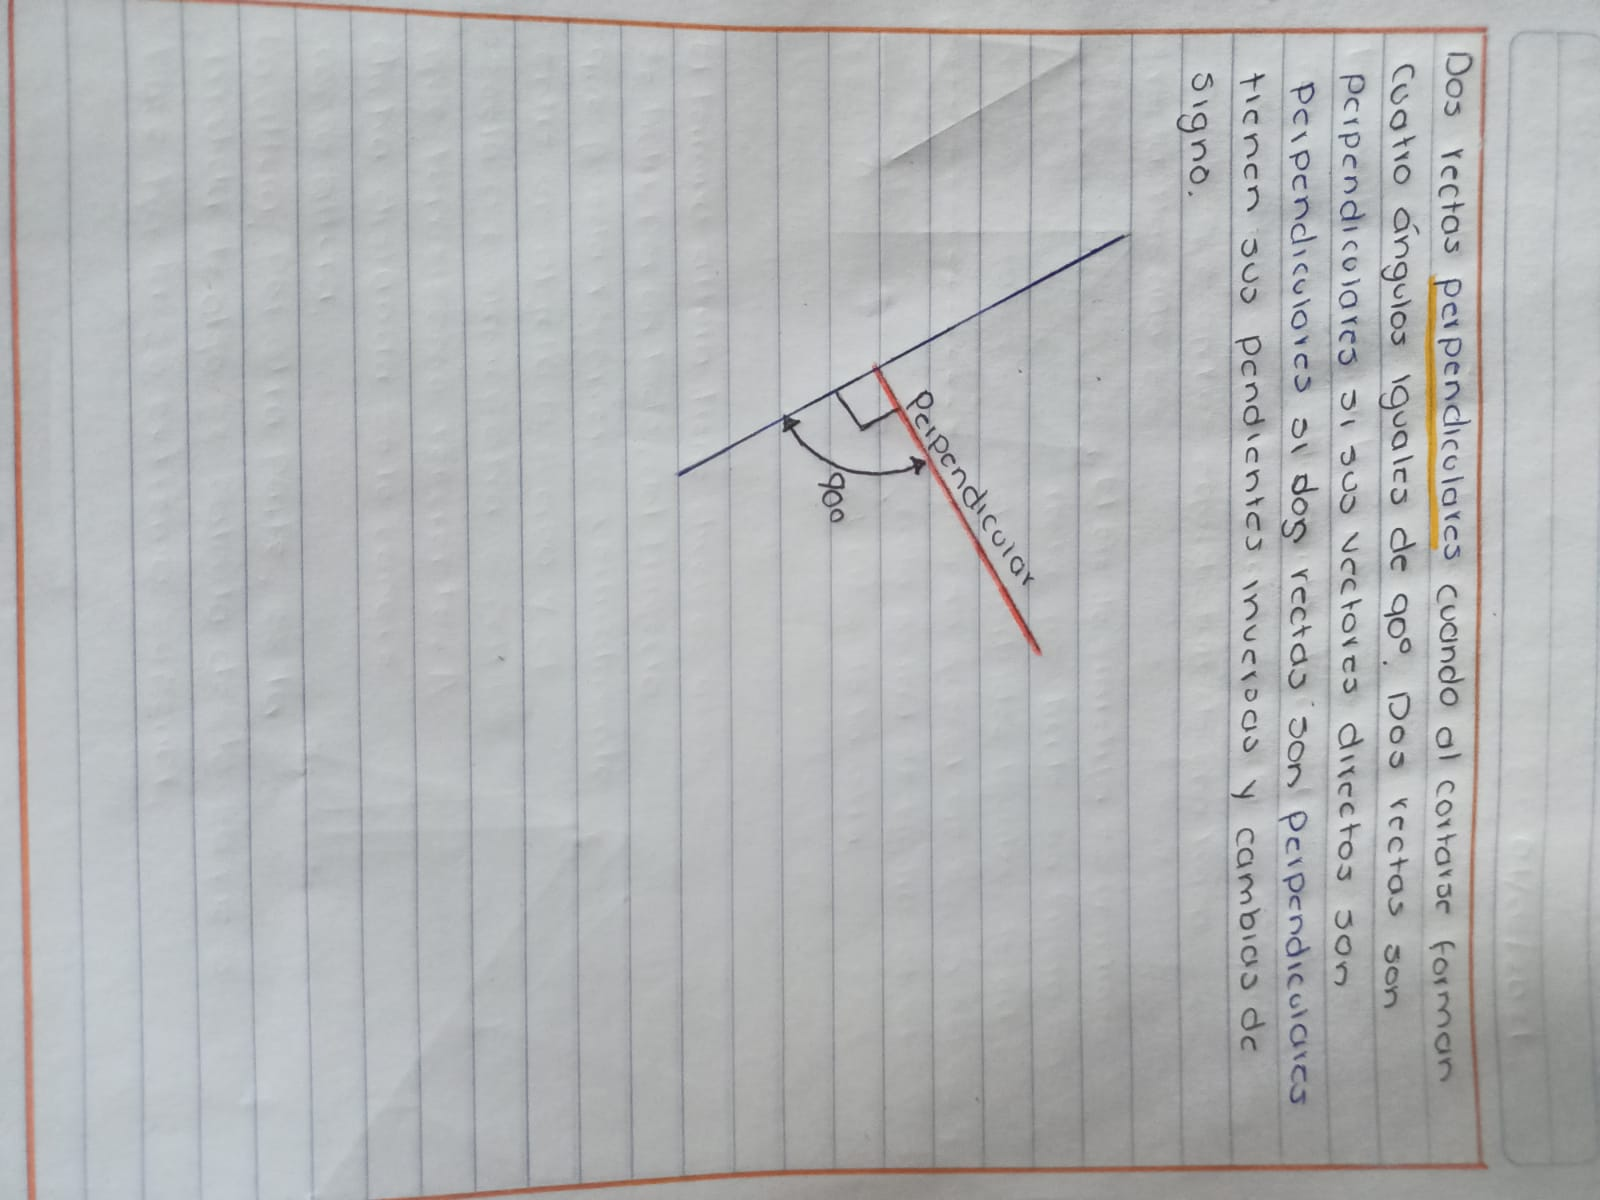 Dos rectas perpendiculares cuando al cortarse forman
cuatro ángulos iguales de 90°. Dos rectas son
perpendiculares si sus vectores directos son
perpendiculores si dos rectas son perpendiculares
tienen sus pendientes inversas y cambias de
signo.
Perpendicular
90°